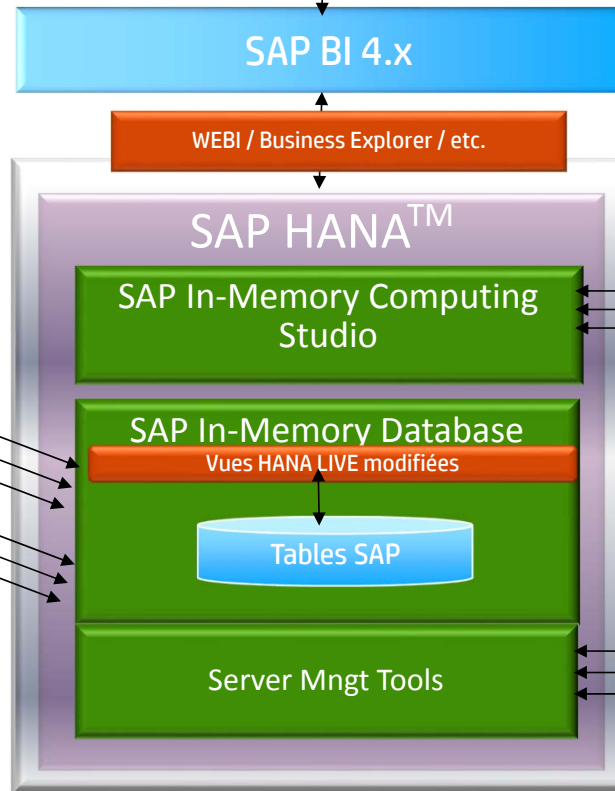 SAP BI 4.x
WEBI / Business Explorer / etc.
SAP HANA™
SAP In-Memory Computing
Studio
SAP In-Memory Database
Vues HANA LIVE modifiées
Tables SAP
Server Mngt Tools